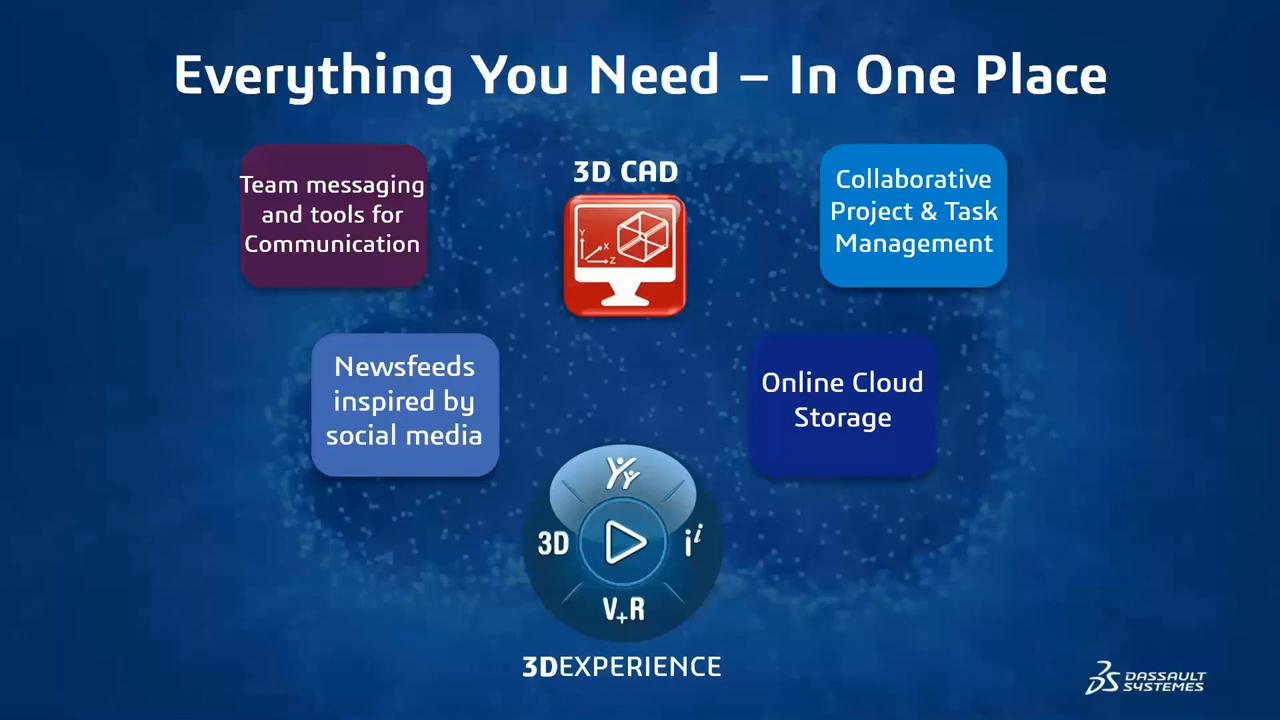 Everything You Need – In One Place
Team messaging
and tools for
Communication
3D CAD
Y
X
Z
Collaborative
Project & Task
Management
Newsfeeds
inspired by
social media
Online Cloud
Storage
3D
i i
V+R
3DEXPERIENCE
DASSAULT
SYSTEMES